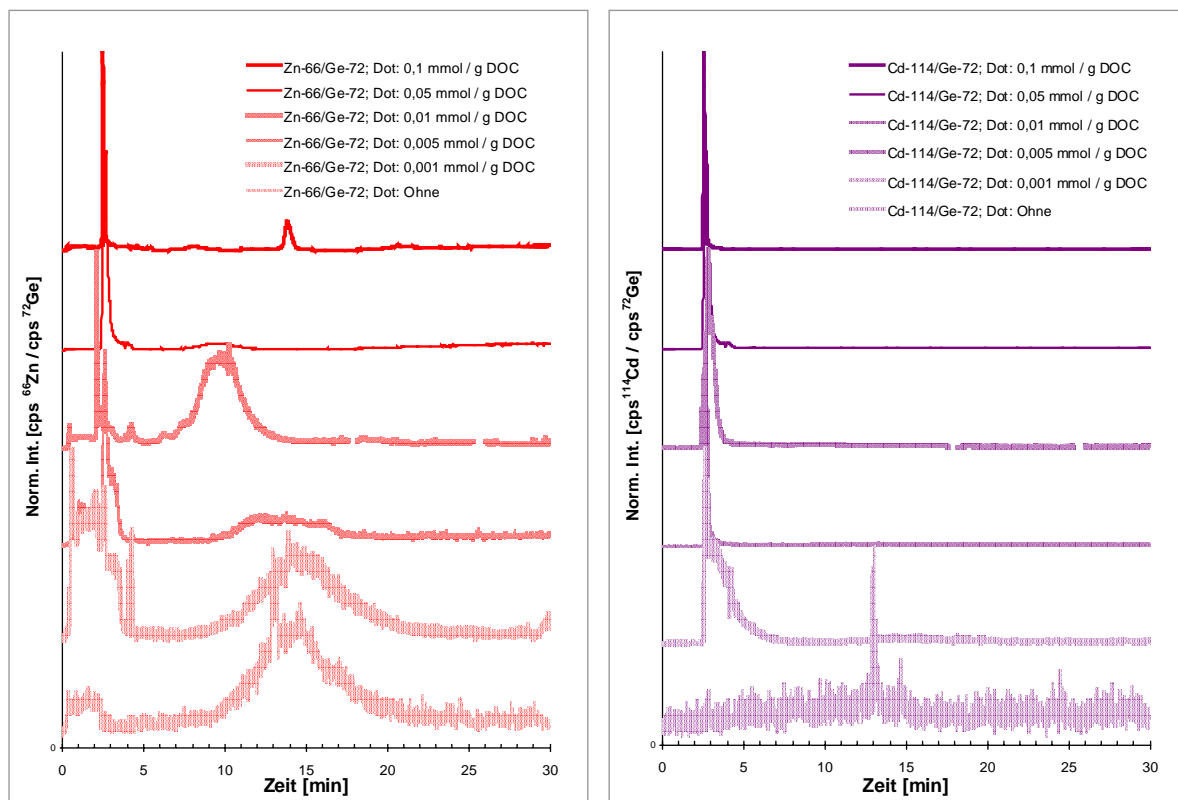 Zn-66/Ge-72; Dot: 0,1 mmol / g DOC
Zn-66/Ge-72; Dot: 0,05 mmol / g DOC
Zn-66/Ge-72; Dot: 0,01 mmol / g DOC
Zn-66/Ge-72; Dot: 0,005 mmol / g DOC
Zn-66/Ge-72; Dot: 0,001 mmol / g DOC
Zn-66/Ge-72; Dot: Ohne
Norm. Int. [cps ⁶⁶Zn / cps ⁷²Ge]
0
0 5 10 15 20 25 30
Zeit [min]
Cd-114/Ge-72; Dot: 0,1 mmol / g DOC
Cd-114/Ge-72; Dot: 0,05 mmol / g DOC
Cd-114/Ge-72; Dot: 0,01 mmol / g DOC
Cd-114/Ge-72; Dot: 0,005 mmol / g DOC
Cd-114/Ge-72; Dot: 0,001 mmol / g DOC
Cd-114/Ge-72; Dot: Ohne
Norm. Int. [cps ¹¹⁴Cd / cps ⁷²Ge]
0
0 5 10 15 20 25 30
Zeit [min]